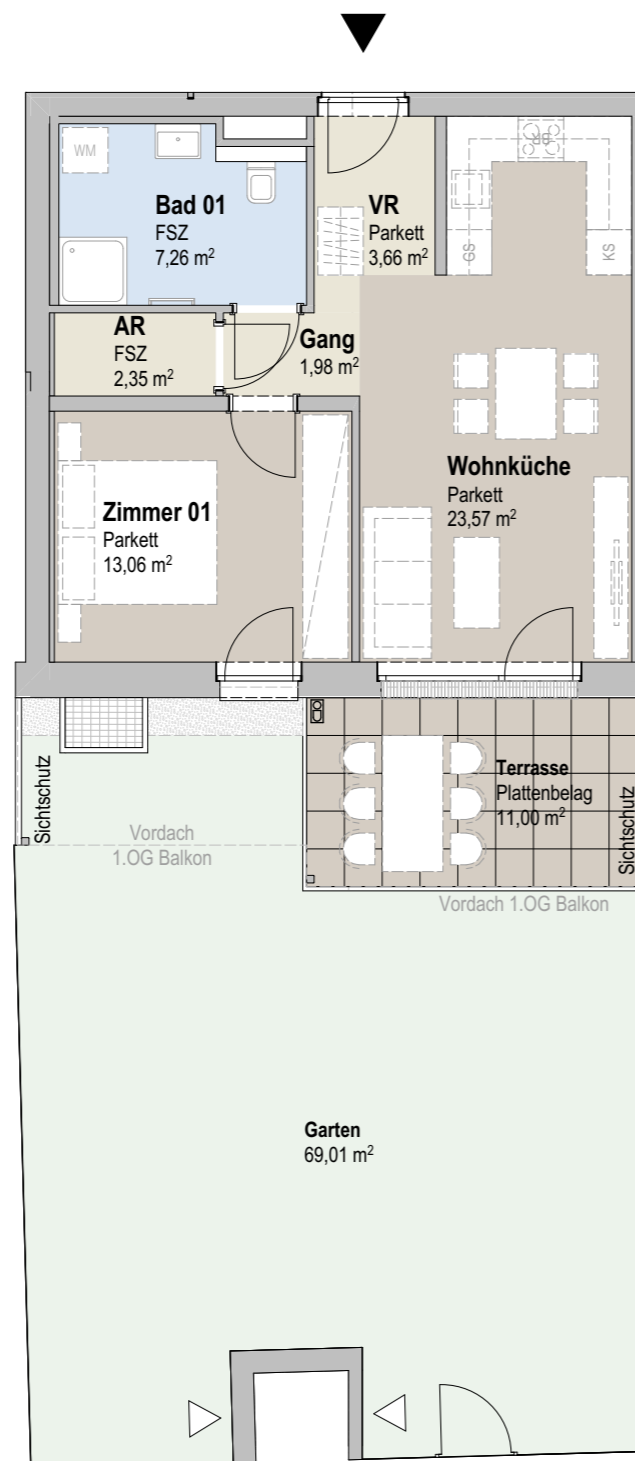 WM
Bad 01
FSZ
7,26 m²
VR
Parkett
3,66 m²
BR
GS
KS
AR
FSZ
2,35 m²
Gang
1,98 m²
Wohnküche
Parkett
23,57 m²
Zimmer 01
Parkett
13,06 m²
Sichtschutz
Vordach
1.OG Balkon
Terrasse
Plattenbelag
11,00 m²
Sichtschutz
Vordach 1.OG Balkon
Garten
69,01 m²